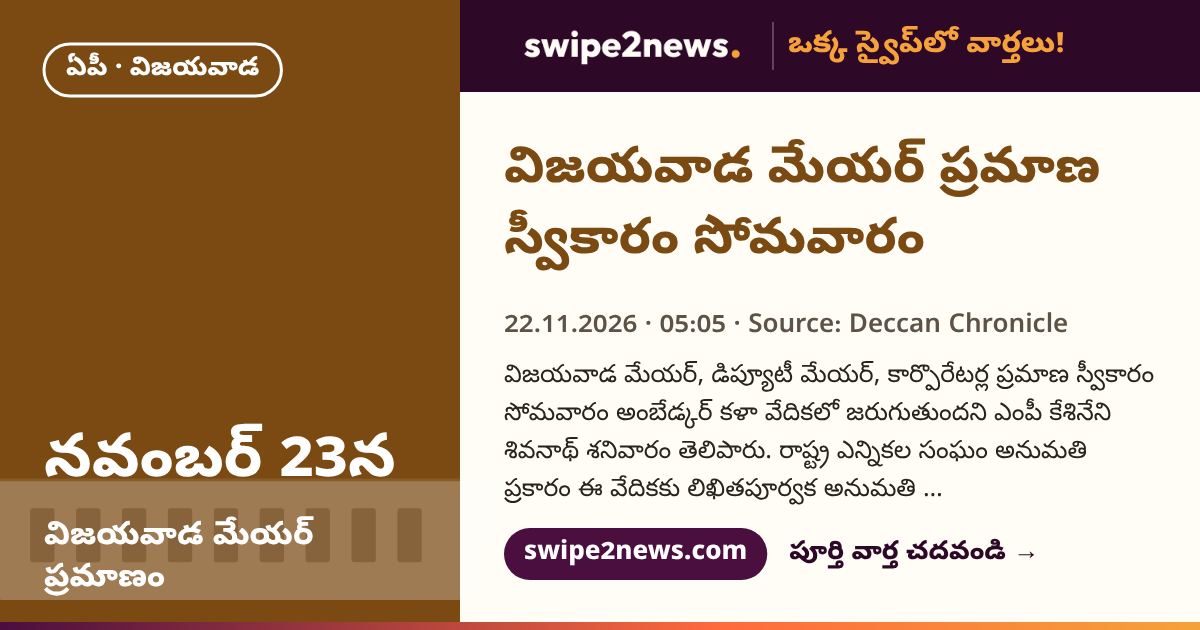 ఏపీ · విజయవాడ
నవంబర్ 23న
విజయవాడ మేయర్
ప్రమాణం
swipe2news.
ఒక్క స్వైప్‌లో వార్తలు!
విజయవాడ మేయర్ ప్రమాణ
స్వీకారం సోమవారం
22.11.2026 · 05:05 · Source: Deccan Chronicle
విజయవాడ మేయర్, డిప్యూటీ మేయర్, కార్పొరేటర్ల ప్రమాణ స్వీకారం
సోమవారం అంబేడ్కర్ కళా వేదికలో జరుగుతుందని ఎంపీ కేశినేని
శివనాథ్ శనివారం తెలిపారు. రాష్ట్ర ఎన్నికల సంఘం అనుమతి
ప్రకారం ఈ వేదికకు లిఖితపూర్వక అనుమతి ...
swipe2news.com
పూర్తి వార్త చదవండి →